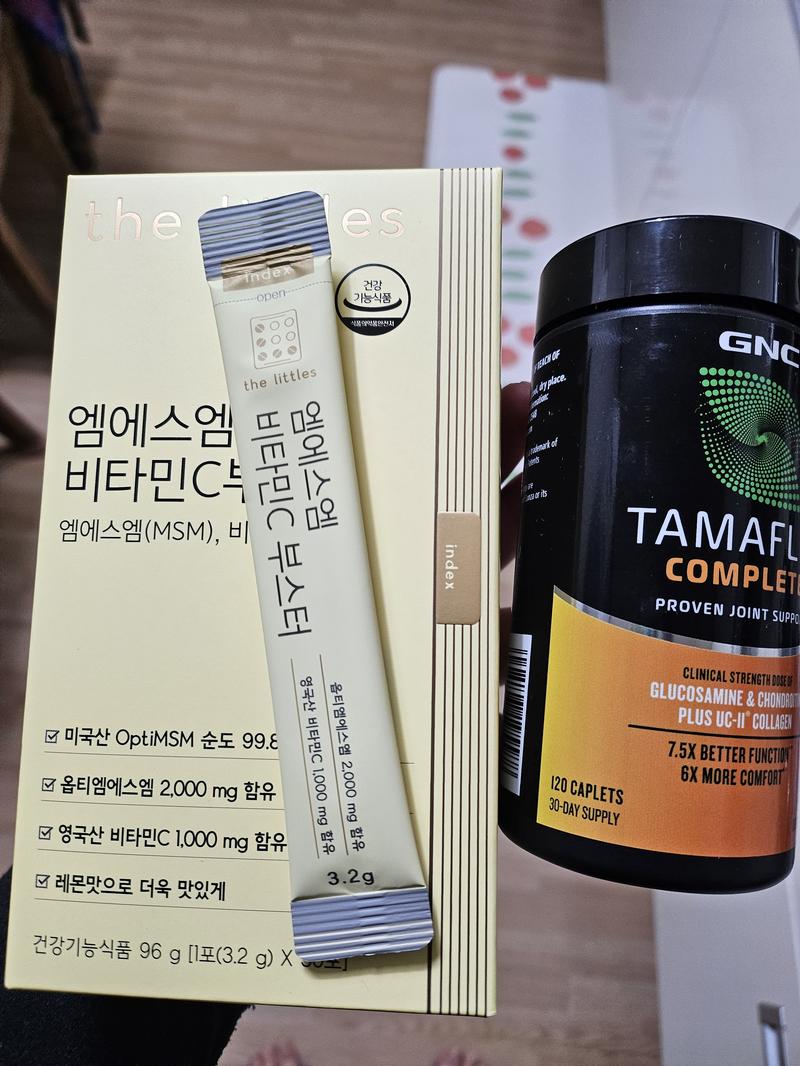 the littles
건강
기능식품
식품의약품안전처
엠에스엠
비타민C
엠에스엠(MSM), 비
index
미국산 OptiMSM 순도 99.8
옵티엠에스엠 2,000 mg 함유
영국산 비타민C 1,000 mg 함유
레몬맛으로 더욱 맛있게
건강기능식품 96 g [1포(3.2 g) X
index
open
the littles
엠에스엠
비타민C 부스터
옵티엠에스엠 2,000 mg 함유
영국산 비타민C 1,000 mg 함유
3.2g
REACH OF
dry place.
GNC
TAMAFL
COMPLETE
PROVEN JOINT SUPPO
CLINICAL STRENGTH DOSE OF
GLUCOSAMINE & CHONDROITI
PLUS UC-II® COLLAGEN
7.5X BETTER FUNCTION
6X MORE COMFORT
120 CAPLETS
30-DAY SUPPLY